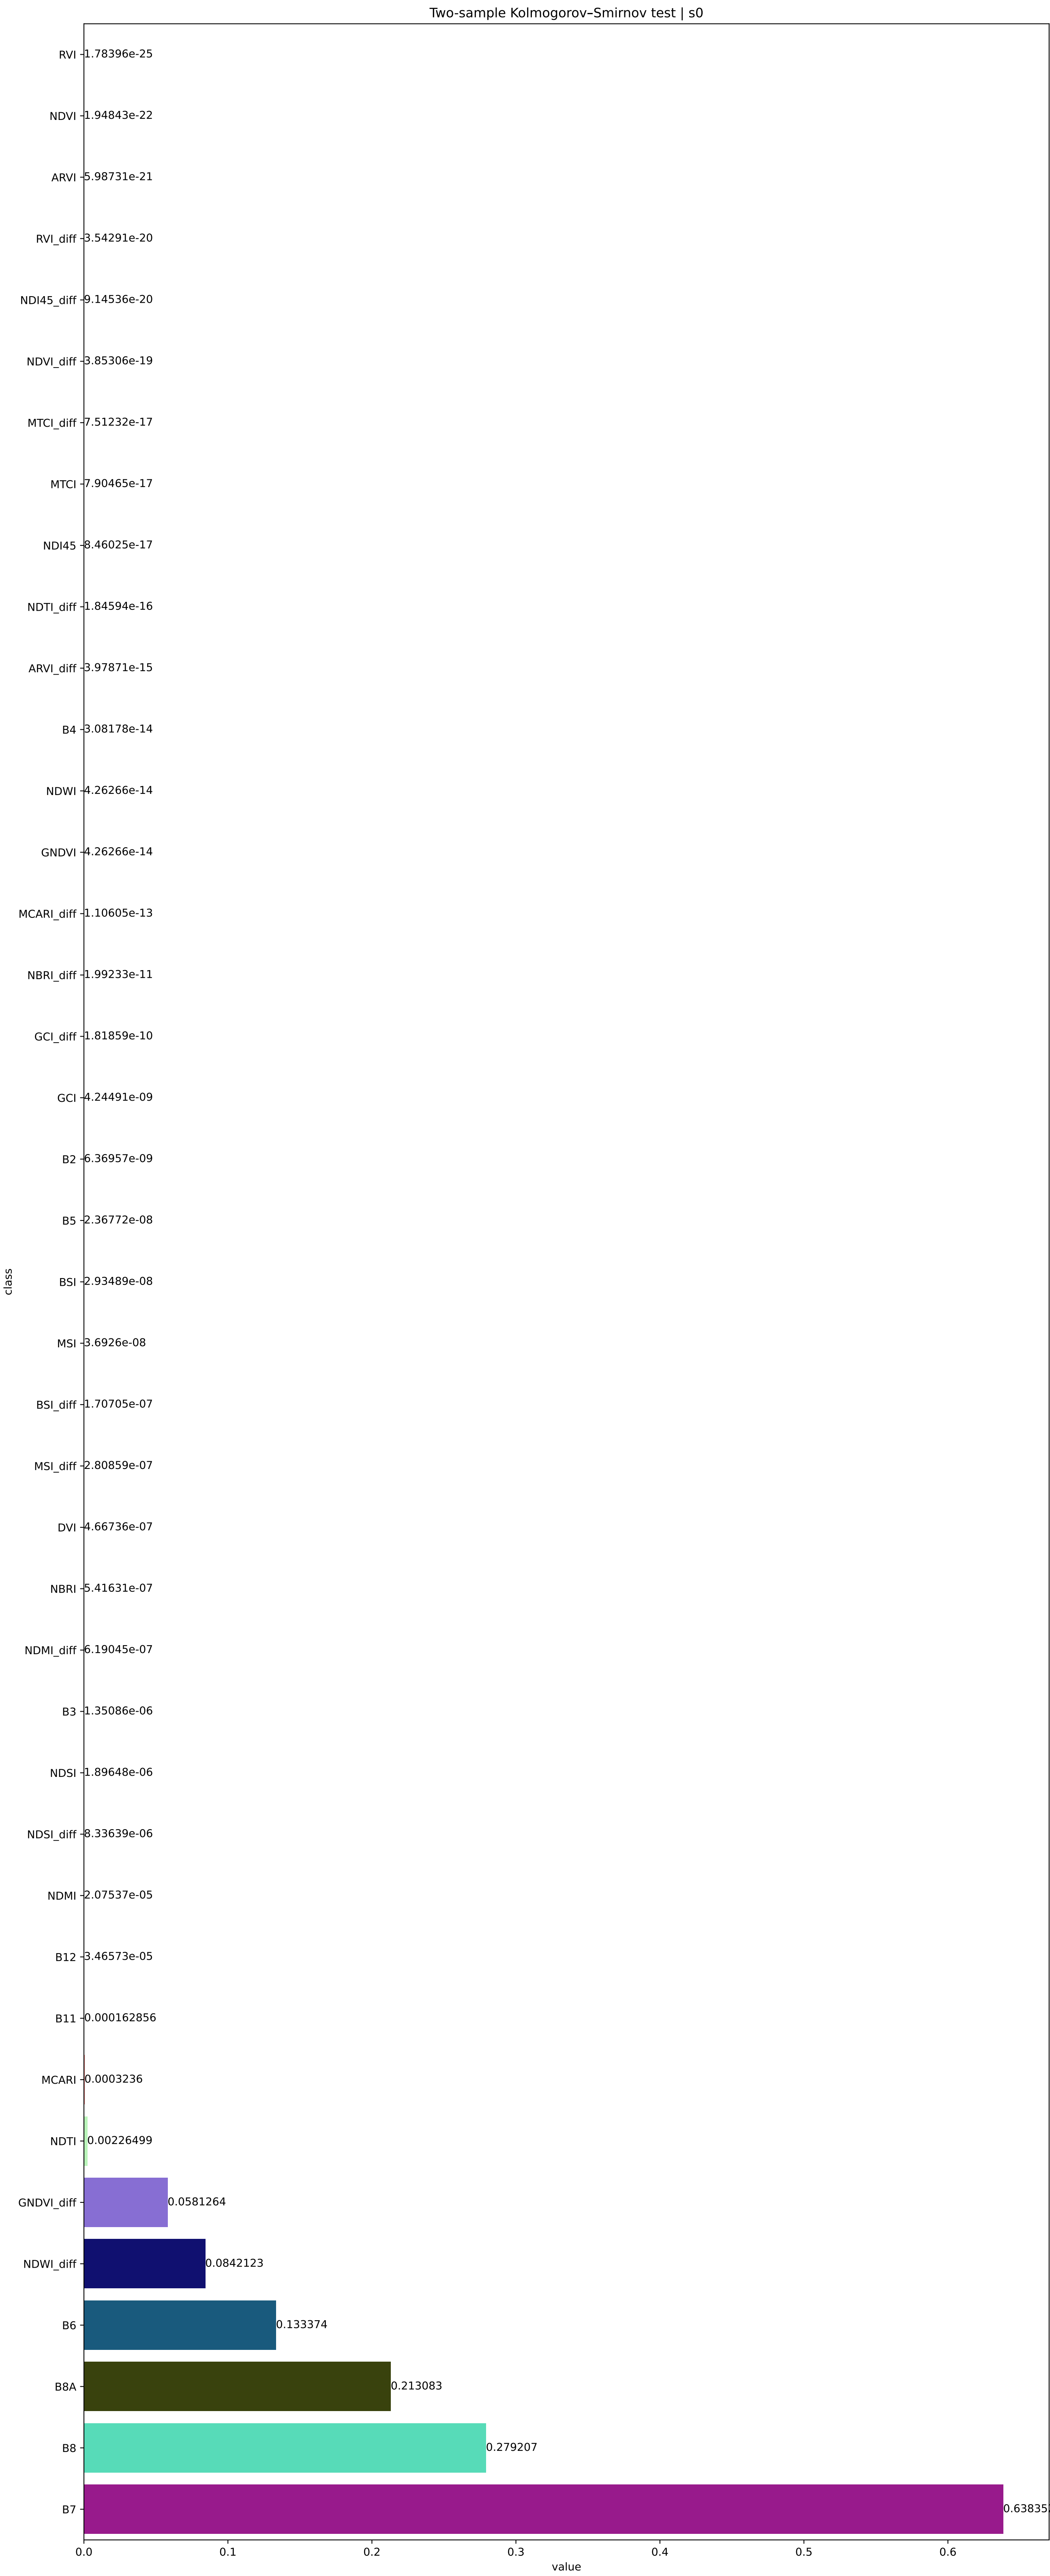 Two-sample Kolmogorov–Smirnov test | s0
RVI 1.78396e-25
NDVI 1.94843e-22
ARVI 5.98731e-21
RVI_diff 3.54291e-20
NDI45_diff 9.14536e-20
NDVI_diff 3.85306e-19
MTCI_diff 7.51232e-17
MTCI 7.90465e-17
NDI45 8.46025e-17
NDTI_diff 1.84594e-16
ARVI_diff 3.97871e-15
B4 3.08178e-14
NDWI 4.26266e-14
GNDVI 4.26266e-14
MCARI_diff 1.10605e-13
NBRI_diff 1.99233e-11
GCI_diff 1.81859e-10
GCI 4.24491e-09
B2 6.36957e-09
B5 2.36772e-08
class
BSI 2.93489e-08
MSI 3.6926e-08
BSI_diff 1.70705e-07
MSI_diff 2.80859e-07
DVI 4.66736e-07
NBRI 5.41631e-07
NDMI_diff 6.19045e-07
B3 1.35086e-06
NDSI 1.89648e-06
NDSI_diff 8.33639e-06
NDMI 2.07537e-05
B12 3.46573e-05
B11 0.000162856
MCARI 0.0003236
NDTI 0.00226499
GNDVI_diff 0.0581264
NDWI_diff 0.0842123
B6 0.133374
B8A 0.213083
B8 0.279207
B7 0.63835
0.0 0.1 0.2 0.3 0.4 0.5 0.6
value